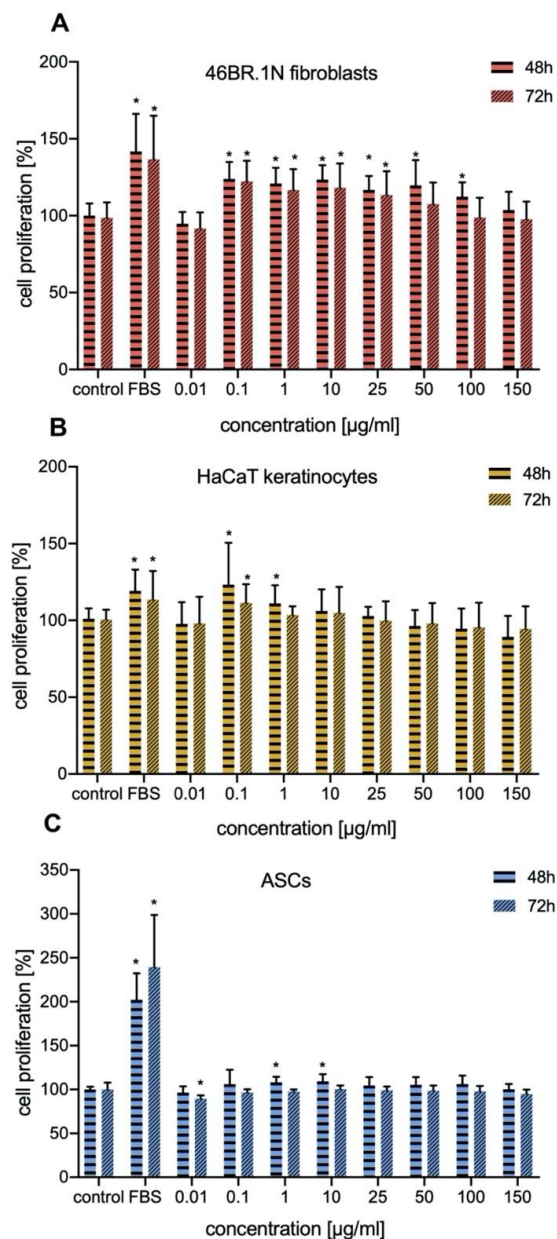 A
46BR.1N fibroblasts
48h
72h
cell proliferation [%]
200
150
100
50
0
* * * * * * * * * * * *
control FBS 0.01 0.1 1 10 25 50 100 150
concentration [µg/ml]
B
HaCaT keratinocytes
48h
72h
cell proliferation [%]
200
150
100
50
0
* * * * *
control FBS 0.01 0.1 1 10 25 50 100 150
concentration [µg/ml]
C
ASCs
48h
72h
cell proliferation [%]
350
300
250
200
150
100
50
0
* * * * *
control FBS 0.01 0.1 1 10 25 50 100 150
concentration [µg/ml]